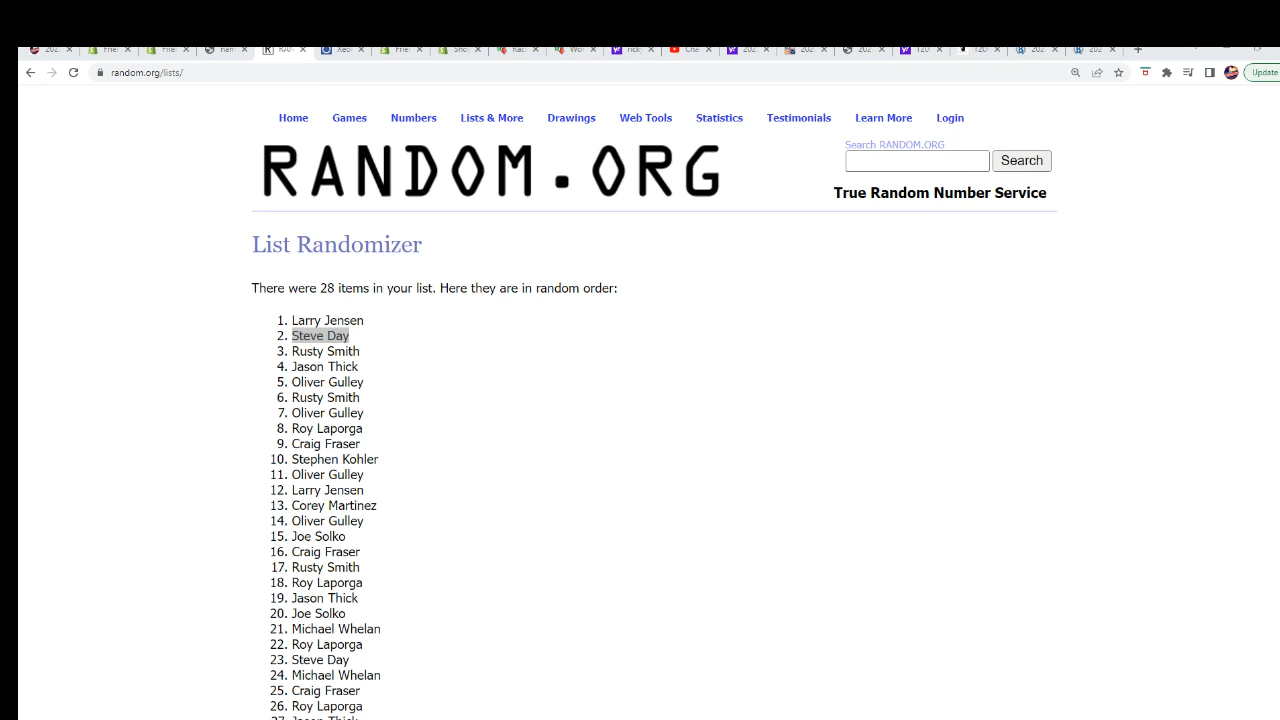 random.org/lists/
Update
Home Games Numbers Lists & More Drawings Web Tools Statistics Testimonials Learn More Login
Search RANDOM.ORG
RANDOM.ORG
Search
True Random Number Service
List Randomizer
There were 28 items in your list. Here they are in random order:
1. Larry Jensen
2. Steve Day
3. Rusty Smith
4. Jason Thick
5. Oliver Gulley
6. Rusty Smith
7. Oliver Gulley
8. Roy Laporga
9. Craig Fraser
10. Stephen Kohler
11. Oliver Gulley
12. Larry Jensen
13. Corey Martinez
14. Oliver Gulley
15. Joe Solko
16. Craig Fraser
17. Rusty Smith
18. Roy Laporga
19. Jason Thick
20. Joe Solko
21. Michael Whelan
22. Roy Laporga
23. Steve Day
24. Michael Whelan
25. Craig Fraser
26. Roy Laporga
27. Jason Thick